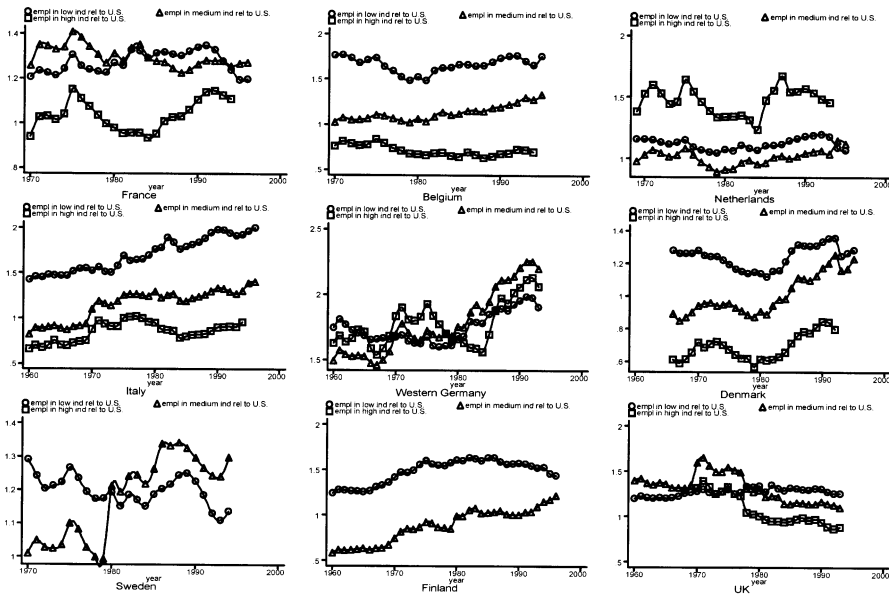 empl in low ind rel to U.S. empl in medium ind rel to U.S.
empl in high ind rel to U.S.
1.4
1.2
1
.8
1970 1980 1990 2000
year
France
empl in low ind rel to U.S. empl in medium ind rel to U.S.
empl in high ind rel to U.S.
2
1.5
1
.5
1970 1980 1990 2000
year
Belgium
empl in low ind rel to U.S. empl in medium ind rel to U.S.
empl in high ind rel to U.S.
2
1.5
1
1970 1980 1990 2000
year
Netherlands
empl in low ind rel to U.S. empl in medium ind rel to U.S.
empl in high ind rel to U.S.
2
1.5
1
.5
1960 1970 1980 1990 2000
year
Italy
empl in low ind rel to U.S. empl in medium ind rel to U.S.
empl in high ind rel to U.S.
2.5
2
1.5
1960 1970 1980 1990 2000
year
Western Germany
empl in low ind rel to U.S. empl in medium ind rel to U.S.
empl in high ind rel to U.S.
1.4
1.2
1
.8
.6
1960 1970 1980 1990 2000
year
Denmark
empl in low ind rel to U.S. empl in medium ind rel to U.S.
1.4
1.3
1.2
1.1
1
1970 1980 1990 2000
year
Sweden
empl in low ind rel to U.S. empl in medium ind rel to U.S.
2
1.5
1
.5
1960 1970 1980 1990 2000
year
Finland
empl in low ind rel to U.S. empl in medium ind rel to U.S.
empl in high ind rel to U.S.
2
1.5
1
.5
1960 1970 1980 1990 2000
year
UK